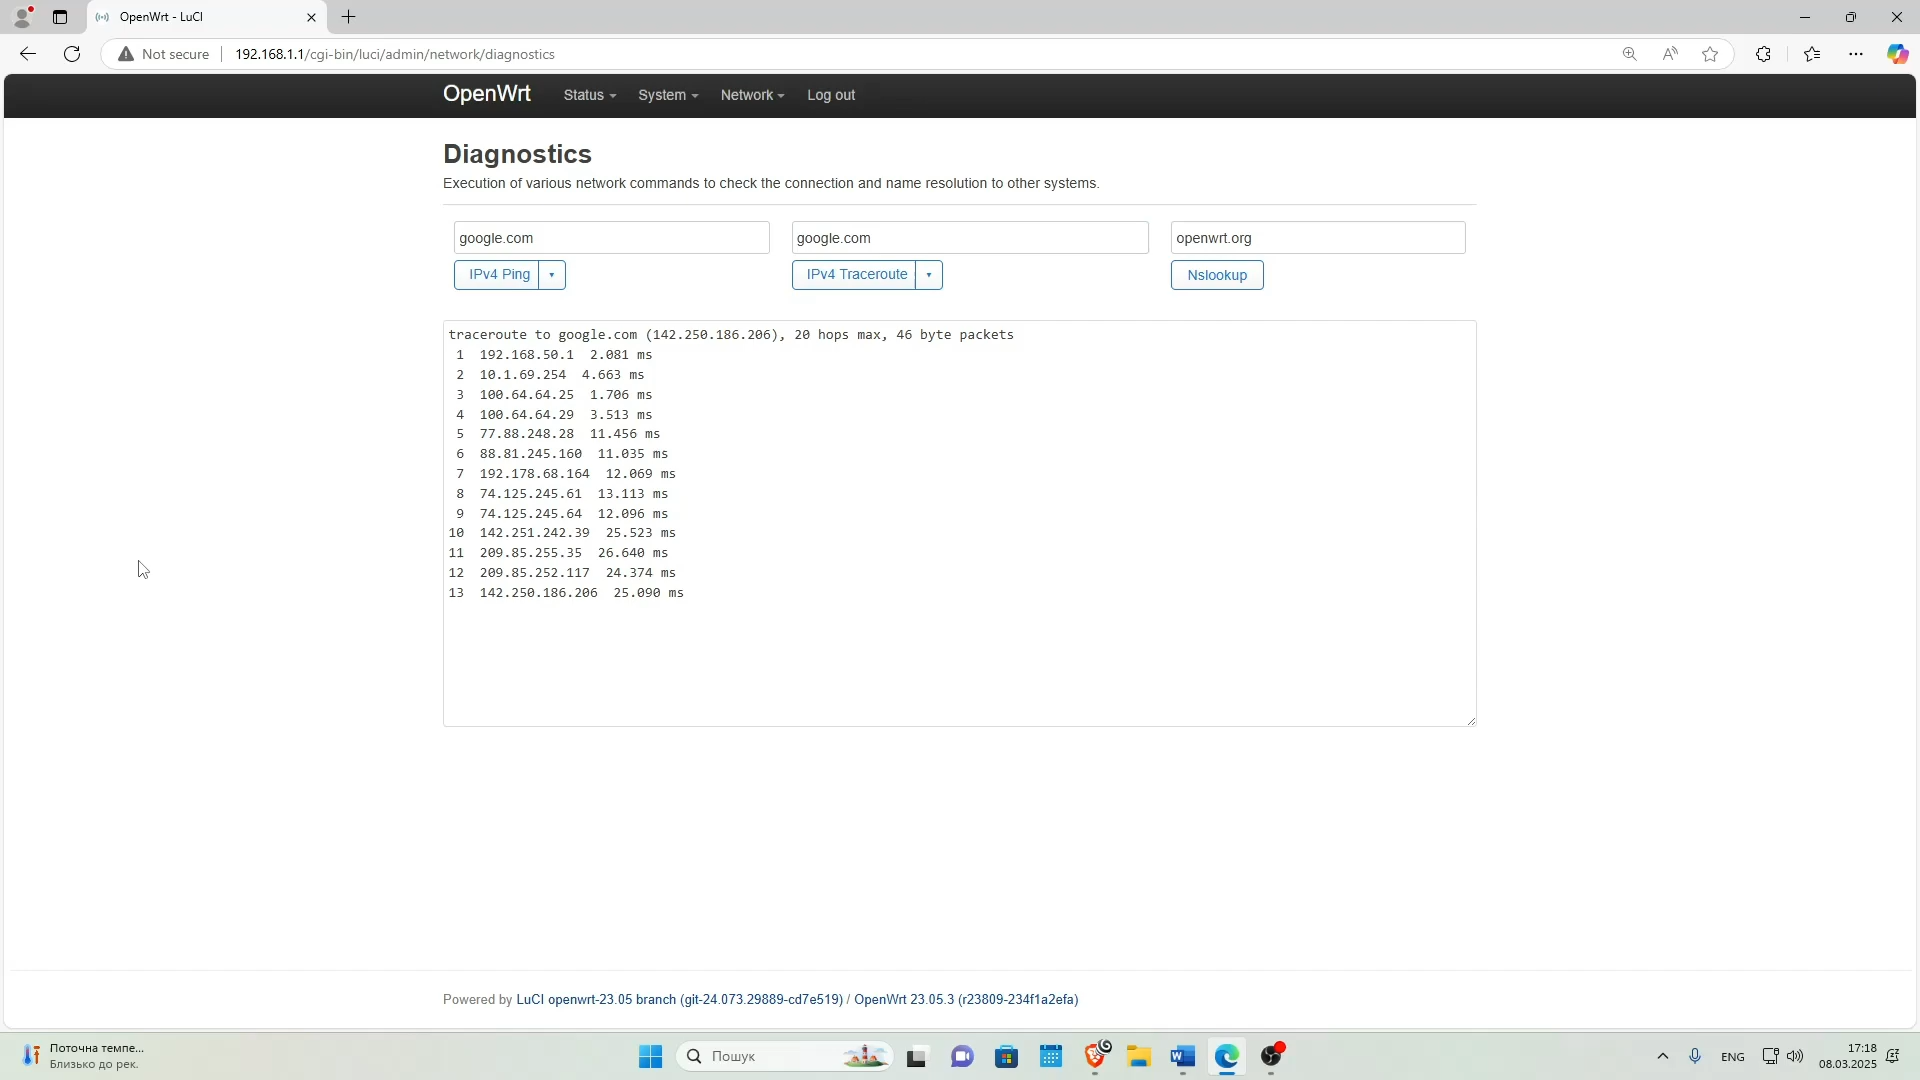 OpenWrt - LuCI
Not secure
192.168.1.1/cgi-bin/luci/admin/network/diagnostics
OpenWrt
Status
System
Network
Log out
Diagnostics
Execution of various network commands to check the connection and name resolution to other systems.
google.com
google.com
openwrt.org
IPv4 Ping
IPv4 Traceroute
Nslookup
traceroute to google.com (142.250.186.206), 20 hops max, 46 byte packets
1 192.168.50.1 2.081 ms
2 10.1.69.254 4.663 ms
3 100.64.64.25 1.706 ms
4 100.64.64.29 3.513 ms
5 77.88.248.28 11.456 ms
6 88.81.245.160 11.035 ms
7 192.178.68.164 12.069 ms
8 74.125.245.61 13.113 ms
9 74.125.245.64 12.096 ms
10 142.251.242.39 25.523 ms
11 209.85.255.35 26.640 ms
12 209.85.252.117 24.374 ms
13 142.250.186.206 25.090 ms
Powered by LuCI openwrt-23.05 branch (git-24.073.29889-cd7e519) / OpenWrt 23.05.3 (r23809-234f1a2efa)
Поточна темпе...
Близько до рек.
Пошук
ENG
17:18
08.03.2025